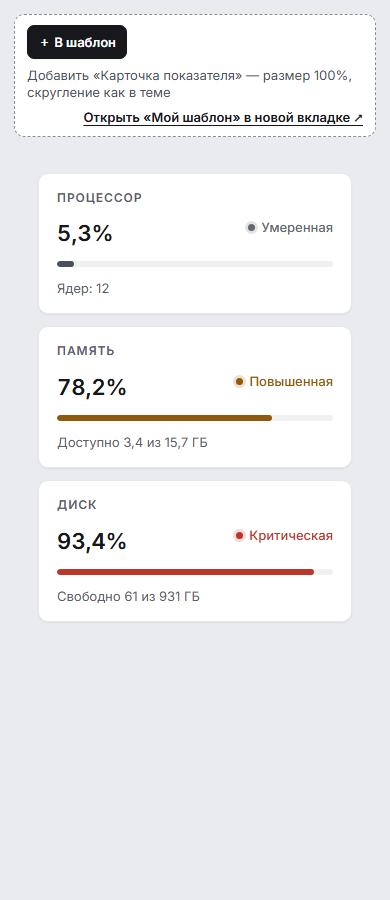 + В шаблон
Добавить «Карточка показателя» — размер 100%,
скругление как в теме
Открыть «Мой шаблон» в новой вкладке ↗
ПРОЦЕССОР
5,3%
Умеренная
Ядер: 12
ПАМЯТЬ
78,2%
Повышенная
Доступно 3,4 из 15,7 ГБ
ДИСК
93,4%
Критическая
Свободно 61 из 931 ГБ